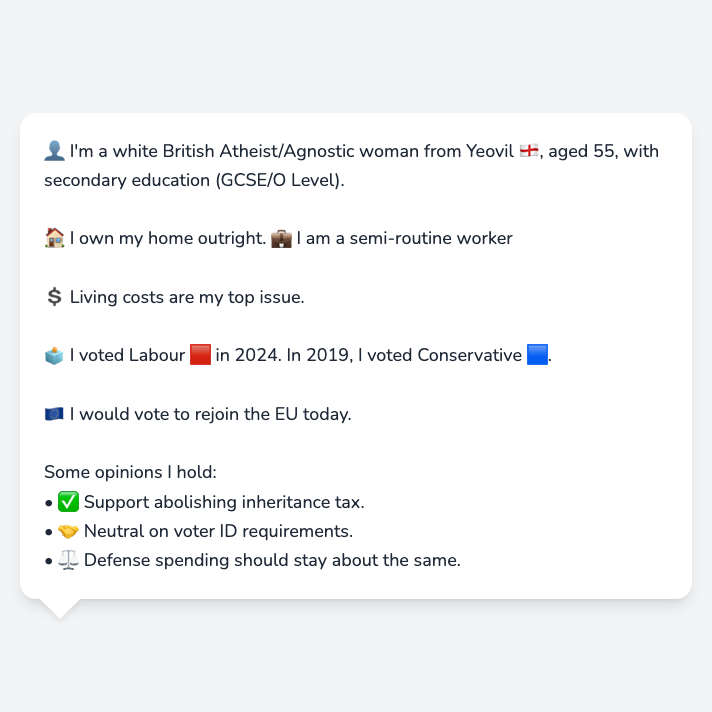 👤 I'm a white British Atheist/Agnostic woman from Yeovil 🏴󠁧󠁢󠁥󠁮󠁧󠁿, aged 55, with
secondary education (GCSE/O Level).
🏠 I own my home outright. 💼 I am a semi-routine worker
💲 Living costs are my top issue.
🗳️ I voted Labour 🟥 in 2024. In 2019, I voted Conservative 🟦.
🇪🇺 I would vote to rejoin the EU today.
Some opinions I hold:
• ✅ Support abolishing inheritance tax.
• 🤝 Neutral on voter ID requirements.
• ⚖️ Defense spending should stay about the same.